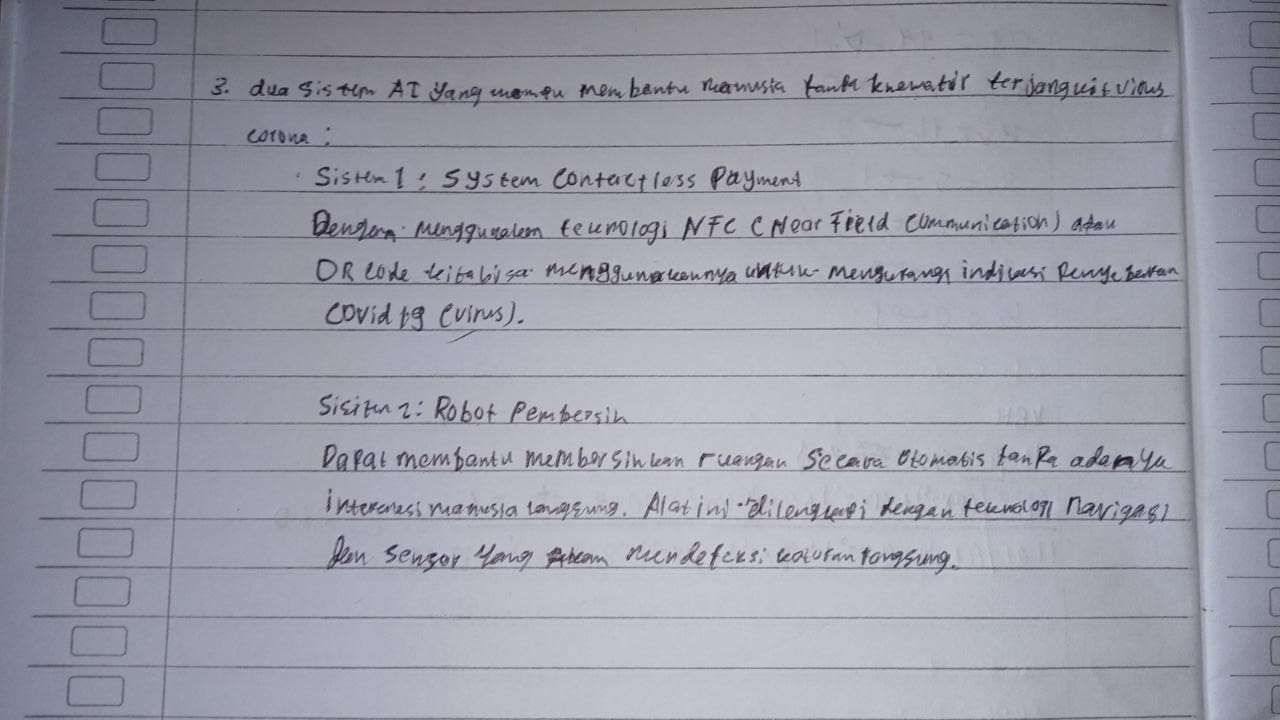 3. dua sistem AI yang mampu membantu manusia tanpa khawatir terjangkit virus
corona :
Sistem 1 : System Contactless Payment
Dengan menggunakan teknologi NFC (Near Field Communication) atau
QR code kita bisa menggunakannya untuk mengurangi indikasi Penyebaran
Covid 19 (virus).
Sisitem 2 : Robot Pembersih
Dapat membantu membersihkan ruangan secara otomatis tanpa adanya
intervensi manusia langsung. Alat ini dilengkapi dengan teknologi navigasi
dan sensor yang akan mendeteksi kotoran langsung.